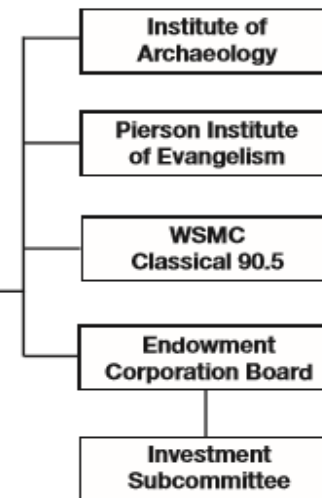 Institute of
Archaeology
Pierson Institute
of Evangelism
WSMC
Classical 90.5
Endowment
Corporation Board
Investment
Subcommittee